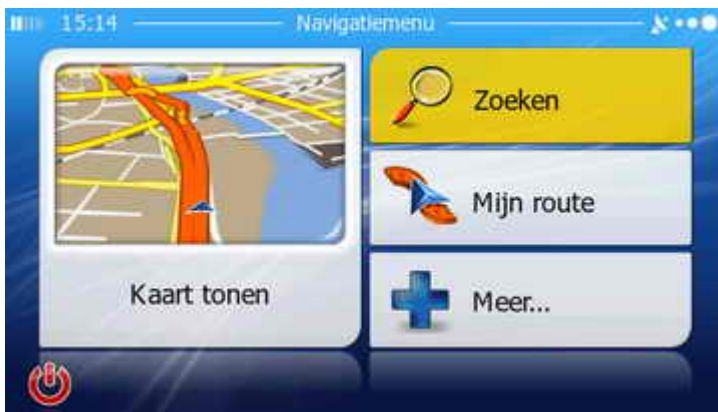 15:14 Navigatiemenu
Zoeken
Mijn route
Kaart tonen
Meer...